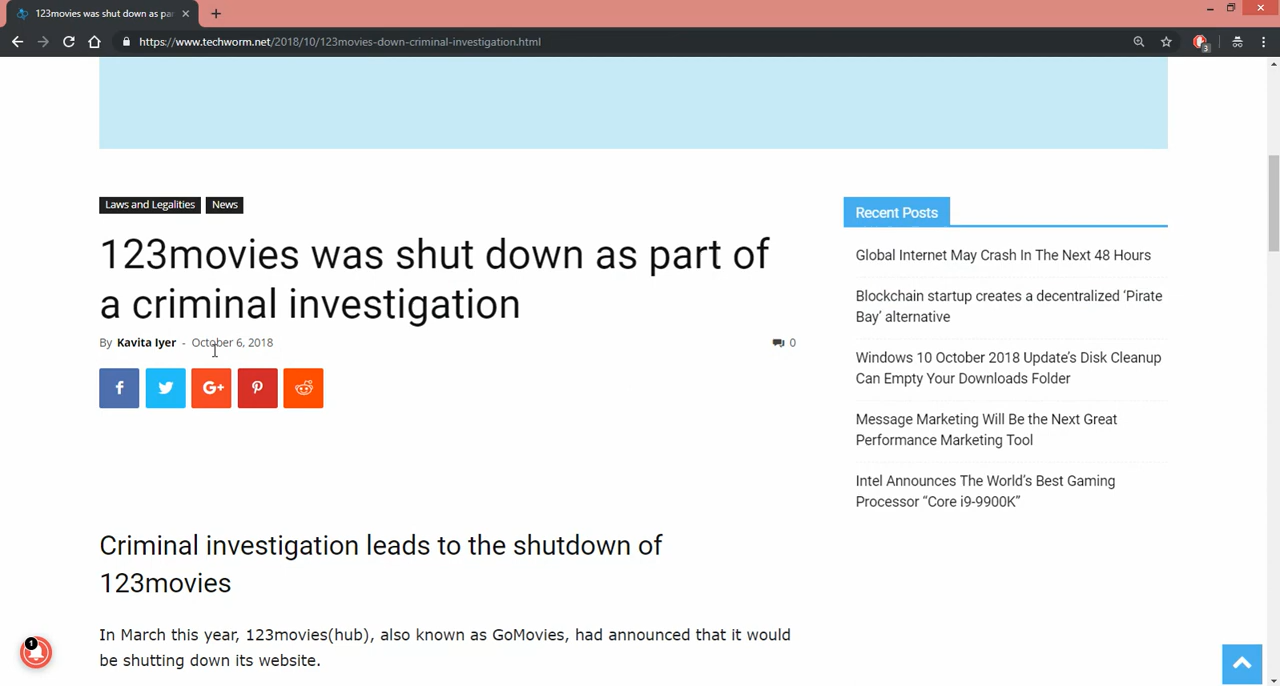 123movies was shut down as pa
https://www.techworm.net/2018/10/123movies-down-criminal-investigation.html
3
Laws and Legalities News
123movies was shut down as part of
a criminal investigation
By Kavita Iyer - October 6, 2018
0
G+
Criminal investigation leads to the shutdown of
123movies
In March this year, 123movies(hub), also known as GoMovies, had announced that it would
be shutting down its website.
1
Recent Posts
Global Internet May Crash In The Next 48 Hours
Blockchain startup creates a decentralized ‘Pirate
Bay’ alternative
Windows 10 October 2018 Update’s Disk Cleanup
Can Empty Your Downloads Folder
Message Marketing Will Be the Next Great
Performance Marketing Tool
Intel Announces The World’s Best Gaming
Processor “Core i9-9900K”